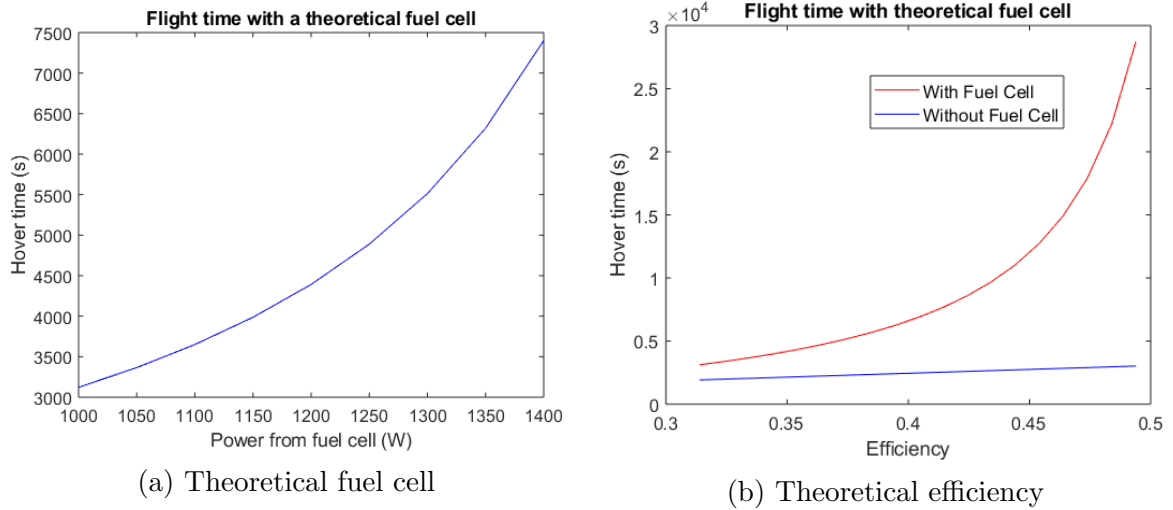 Flight time with a theoretical fuel cell
7500
7000
6500
6000
5500
5000
4500
4000
3500
3000
Hover time (s)
1000 1050 1100 1150 1200 1250 1300 1350 1400
Power from fuel cell (W)
(a) Theoretical fuel cell
Flight time with theoretical fuel cell
×10⁴
3
2.5
2
1.5
1
0.5
0
Hover time (s)
With Fuel Cell
Without Fuel Cell
0.3 0.35 0.4 0.45 0.5
Efficiency
(b) Theoretical efficiency